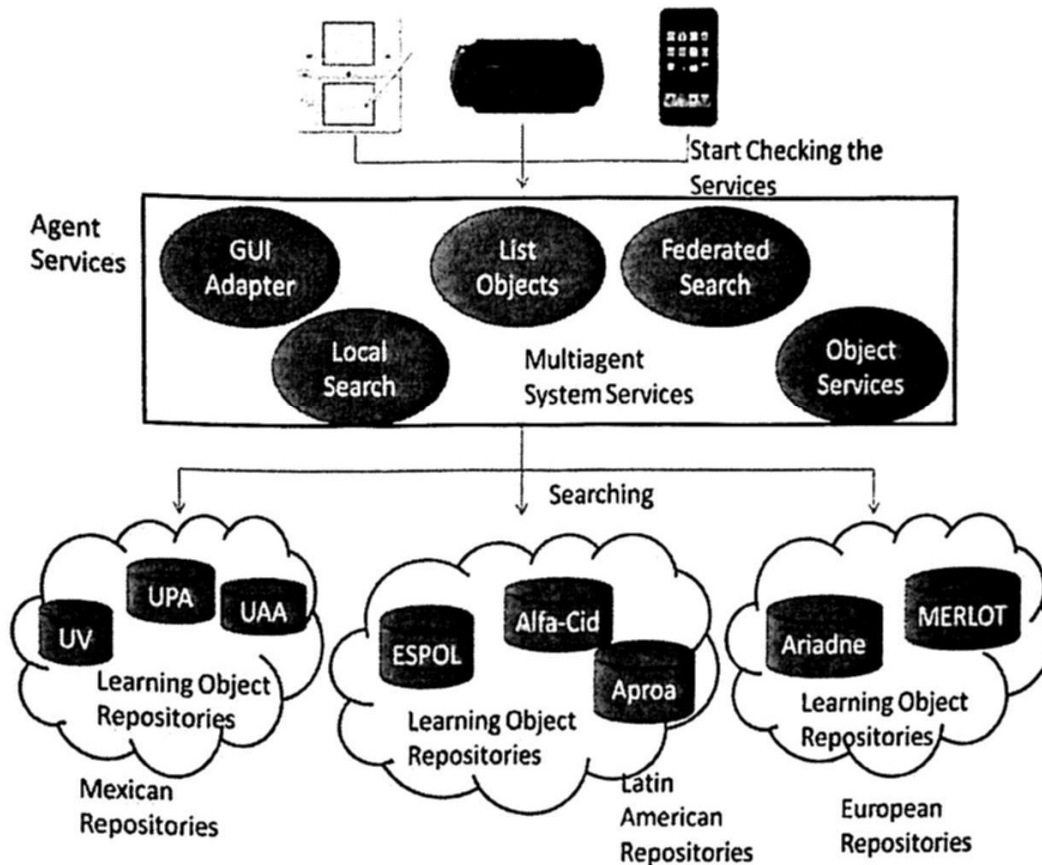 Start Checking the
Services
Agent
Services
GUI
Adapter
List
Objects
Federated
Search
Local
Search
Multiagent
System Services
Object
Services
Searching
UV
UPA
UAA
Learning Object
Repositories
Mexican
Repositories
ESPOL
Alfa-Cid
Aproa
Learning Object
Repositories
Latin
American
Repositories
Ariadne
MERLOT
Learning Object
Repositories
European
Repositories